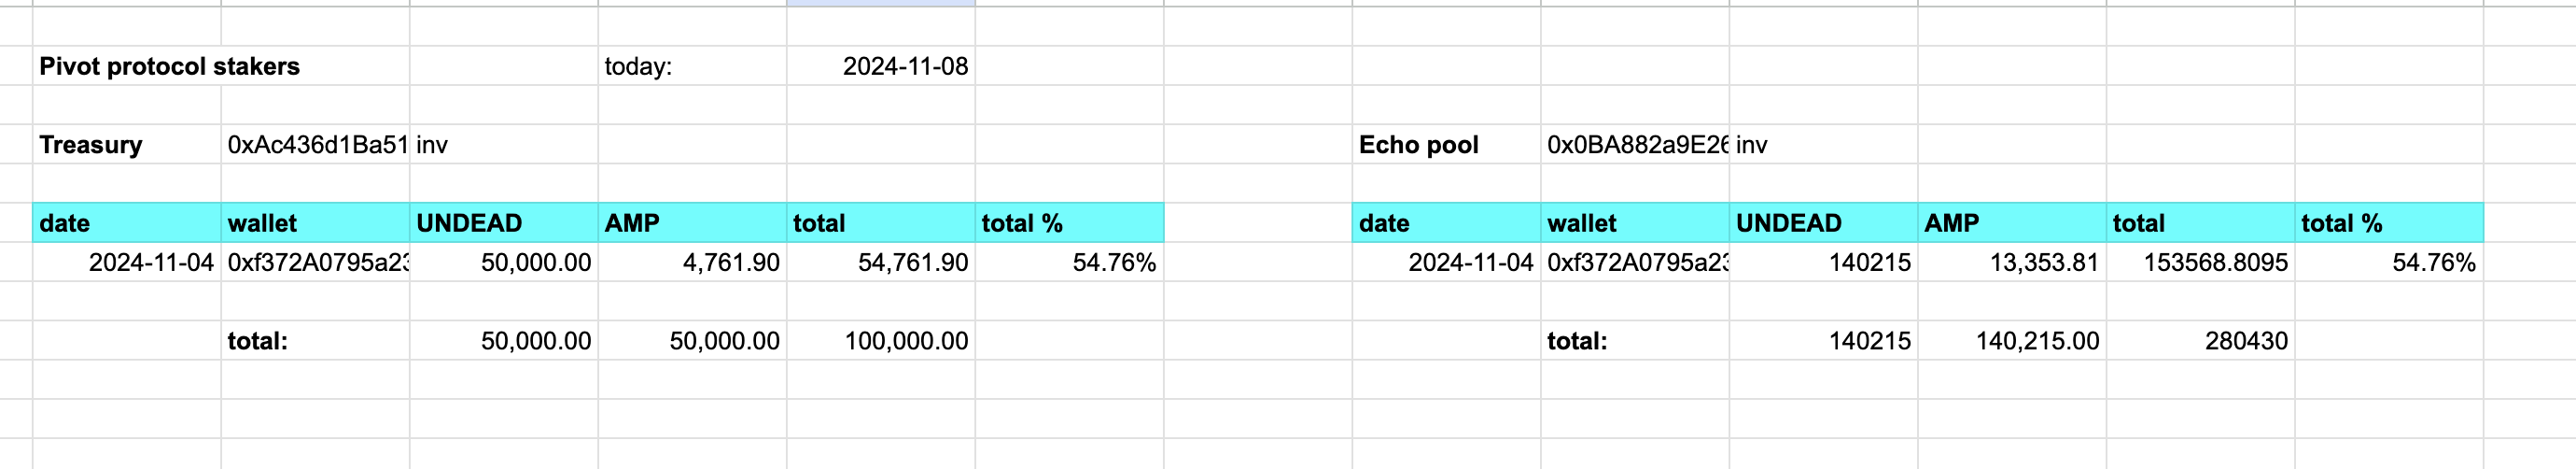 Pivot protocol stakers today: 2024-11-08
Treasury 0xAc436d1Ba51 inv Echo pool 0x0BA882a9E26 inv
date wallet UNDEAD AMP total total % date wallet UNDEAD AMP total total %
2024-11-04 0xf372A0795a23 50,000.00 4,761.90 54,761.90 54.76% 2024-11-04 0xf372A0795a23 140215 13,353.81 153568.8095 54.76%
total: 50,000.00 50,000.00 100,000.00 total: 140215 140,215.00 280430